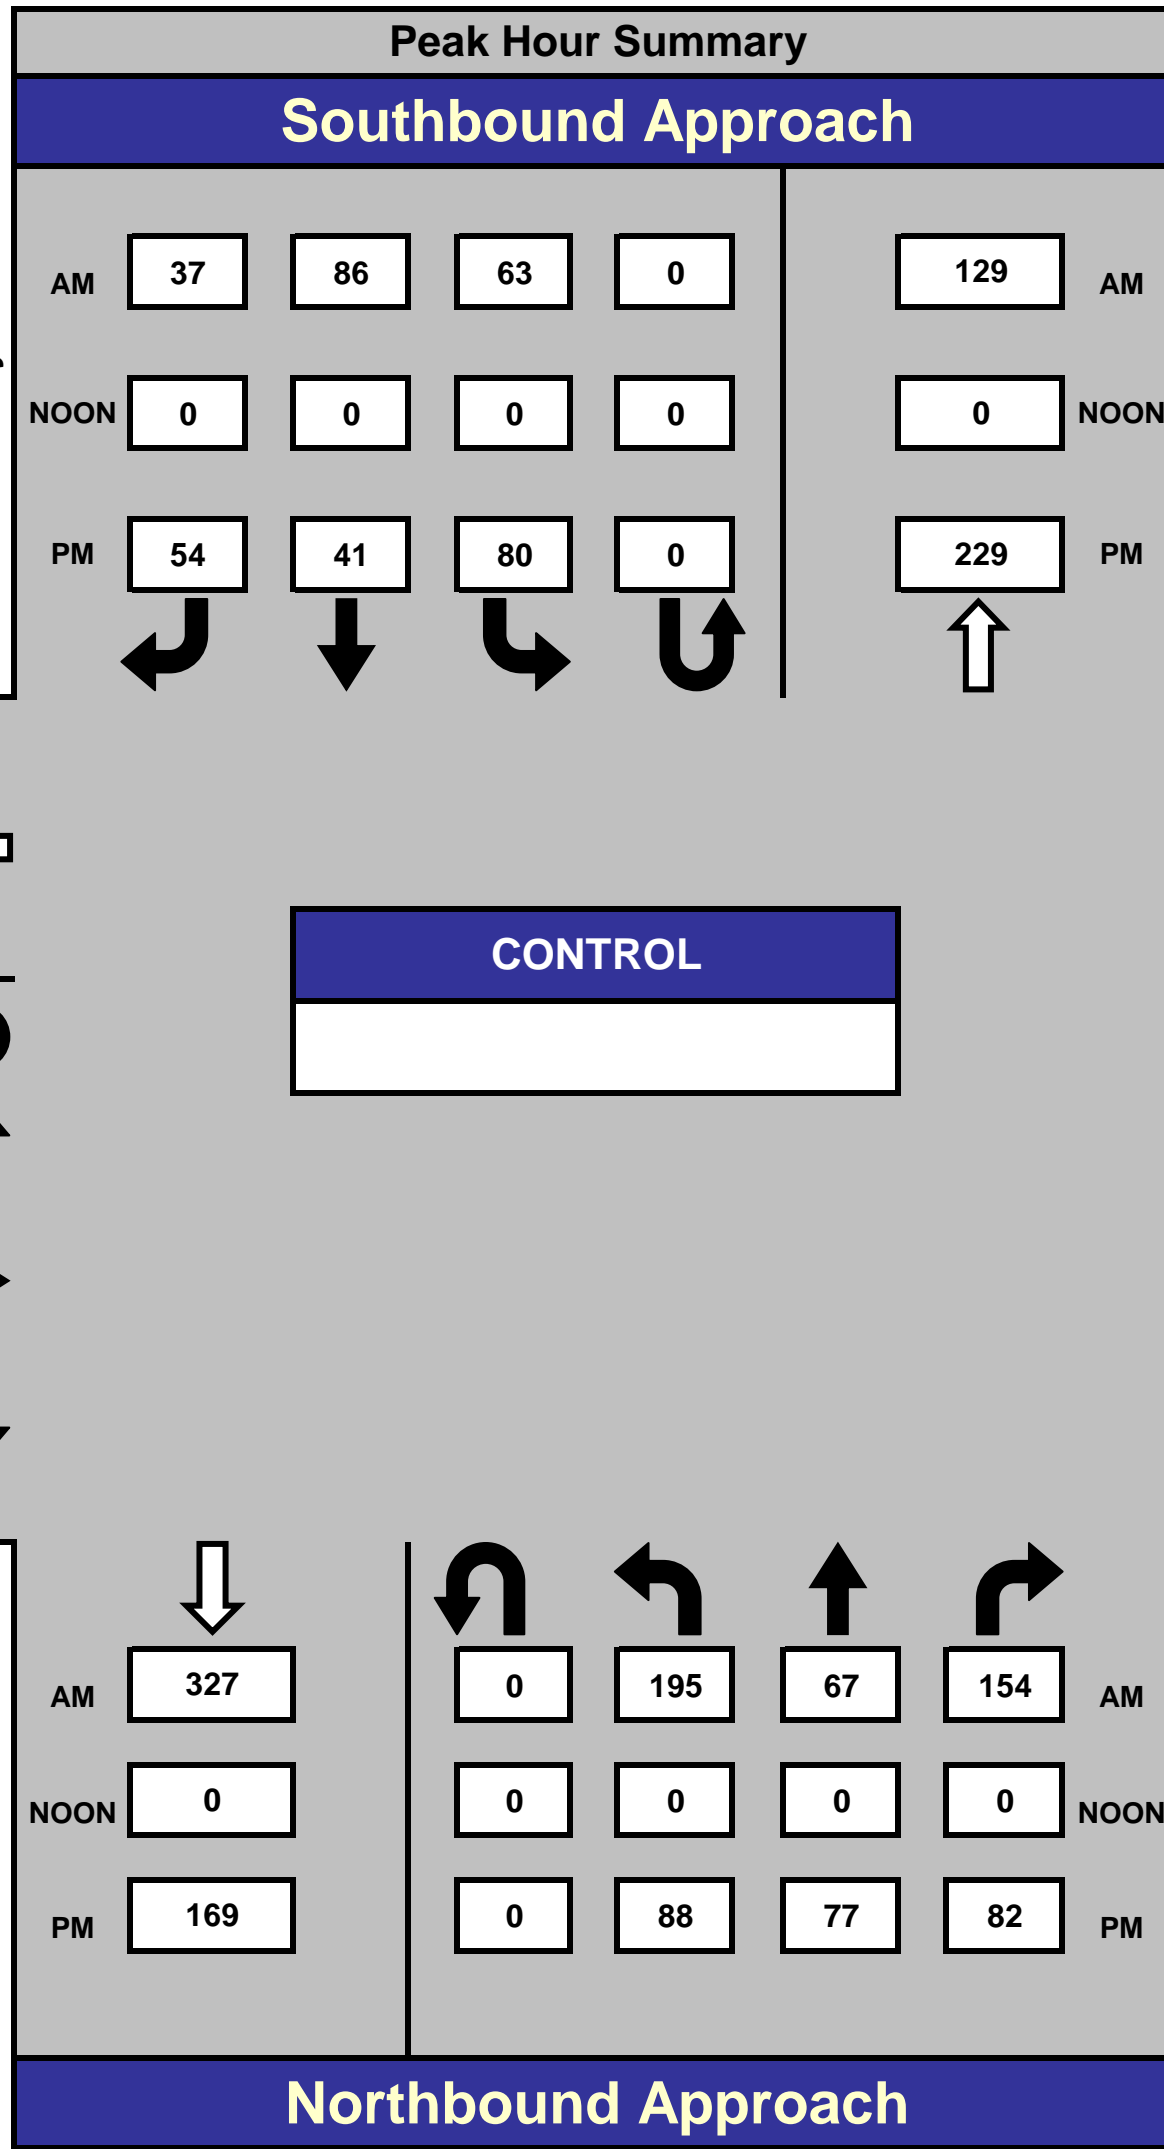 Peak Hour Summary
Southbound Approach
AM 37 86 63 0 129 AM
NOON 0 0 0 0 0 NOON
PM 54 41 80 0 229 PM
CONTROL
AM 327 0 195 67 154 AM
NOON 0 0 0 0 0 NOON
PM 169 0 88 77 82 PM
Northbound Approach